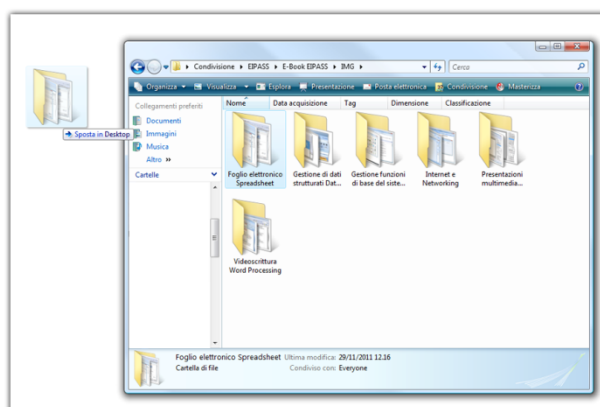 Condivisione EIPASS E-Book EIPASS IMG Cerca
Organizza Visualizza Esplora Presentazione Posta elettronica Condivisione Masterizza
Collegamenti preferiti
Documenti
Immagini
Musica
Altro »
Cartelle
Nome Data acquisizione Tag Dimensione Classificazione
Sposta in Desktop
Foglio elettronico
Spreadsheet
Gestione di dati
strutturati Dat...
Gestione funzioni
di base del siste...
Internet e
Networking
Presentazioni
multimedia...
Videoscrittura
Word Processing
Foglio elettronico Spreadsheet Ultima modifica: 29/11/2011 12.16
Cartella di file Condiviso con: Everyone